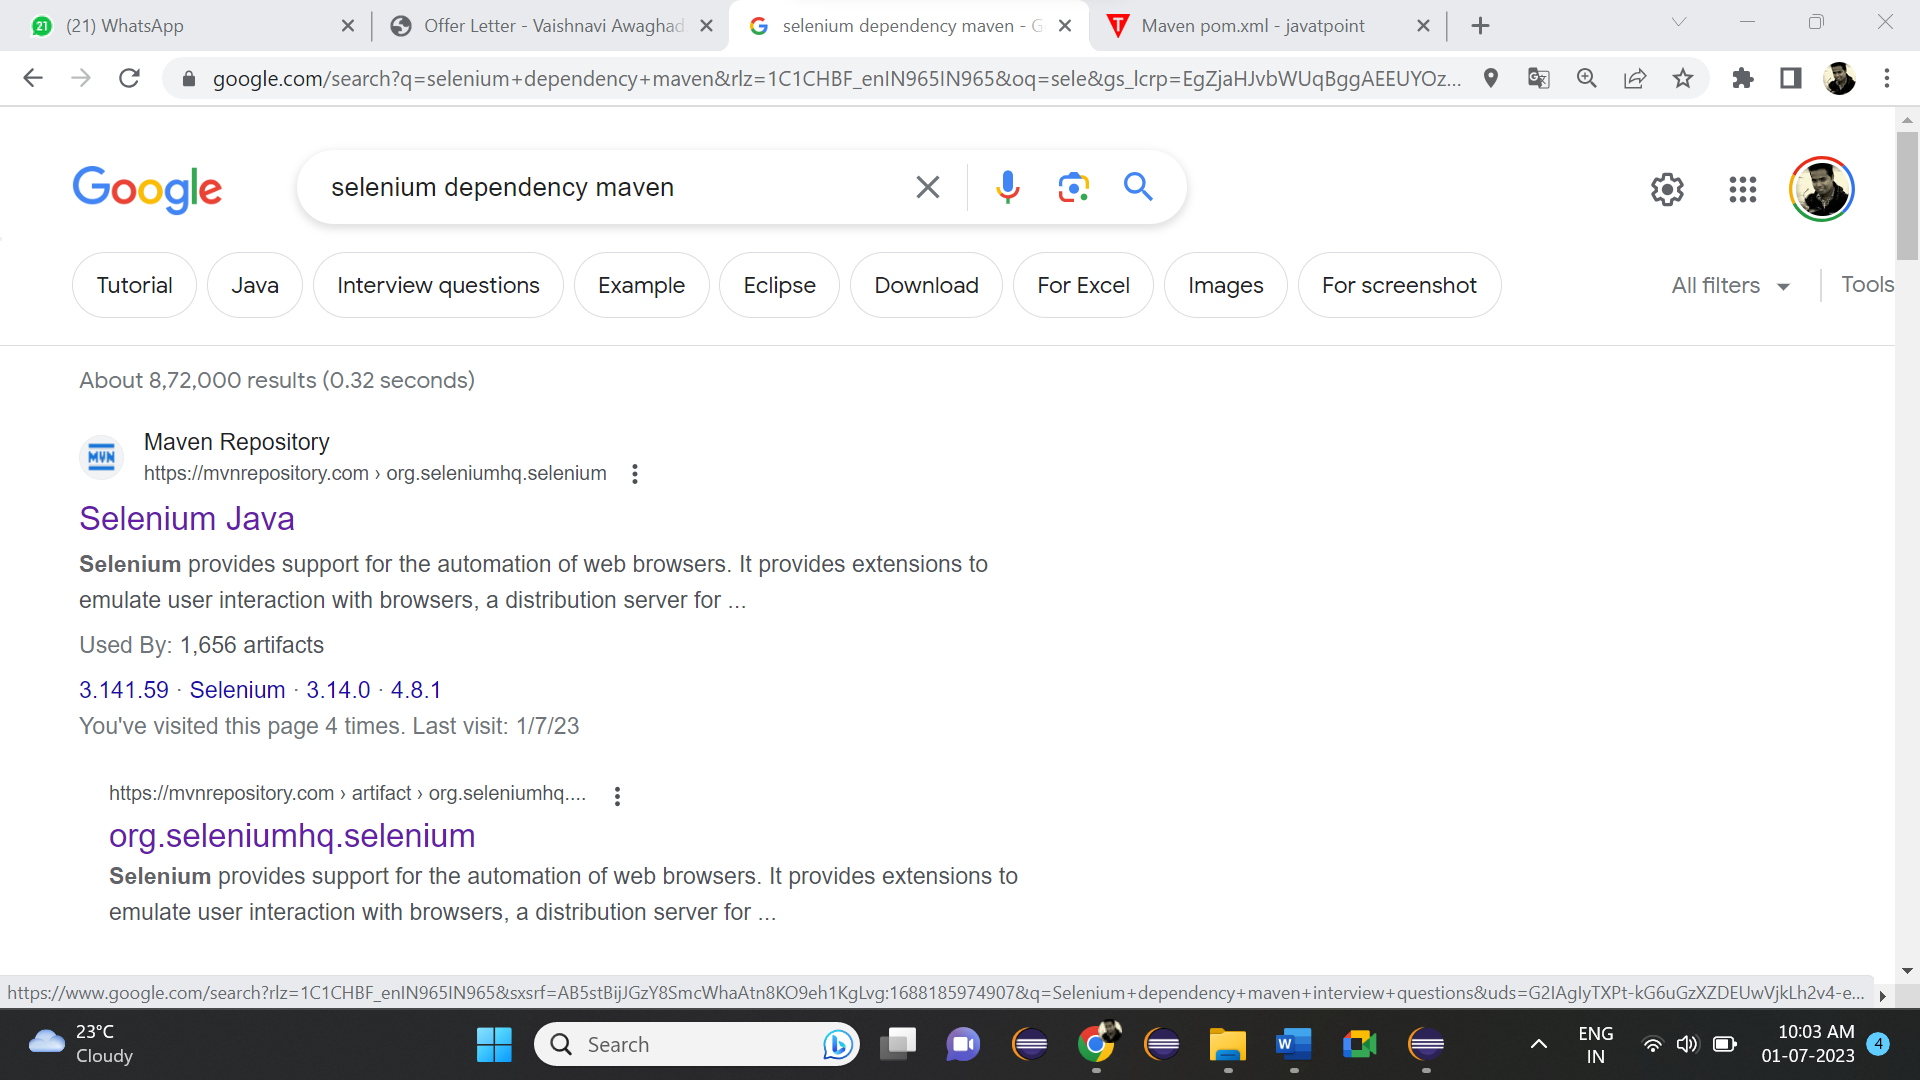 21
(21) WhatsApp
Offer Letter - Vaishnavi Awaghad
selenium dependency maven - G
T
Maven pom.xml - javatpoint
google.com/search?q=selenium+dependency+maven&rlz=1C1CHBF_enIN965IN965&oq=sele&gs_lcrp=EgZjaHJvbWUqBggAEEUYOz...
Google
selenium dependency maven
Tutorial
Java
Interview questions
Example
Eclipse
Download
For Excel
Images
For screenshot
All filters
Tools
About 8,72,000 results (0.32 seconds)
MVN
Maven Repository
https://mvnrepository.com › org.seleniumhq.selenium
Selenium Java
Selenium provides support for the automation of web browsers. It provides extensions to
emulate user interaction with browsers, a distribution server for ...
Used By: 1,656 artifacts
3.141.59 · Selenium · 3.14.0 · 4.8.1
You've visited this page 4 times. Last visit: 1/7/23
https://mvnrepository.com › artifact › org.seleniumhq....
org.seleniumhq.selenium
Selenium provides support for the automation of web browsers. It provides extensions to
emulate user interaction with browsers, a distribution server for ...
https://www.google.com/search?rlz=1C1CHBF_enIN965IN965&sxsrf=AB5stBijJGzY8SmcWhaAtn8KO9eh1KgLvg:1688185974907&q=Selenium+dependency+maven+interview+questions&uds=G2IAgIyTXPt-kG6uGzXZDEUwVjkLh2v4-e...
23°C
Cloudy
Search
W
ENG
IN
10:03 AM
01-07-2023
4